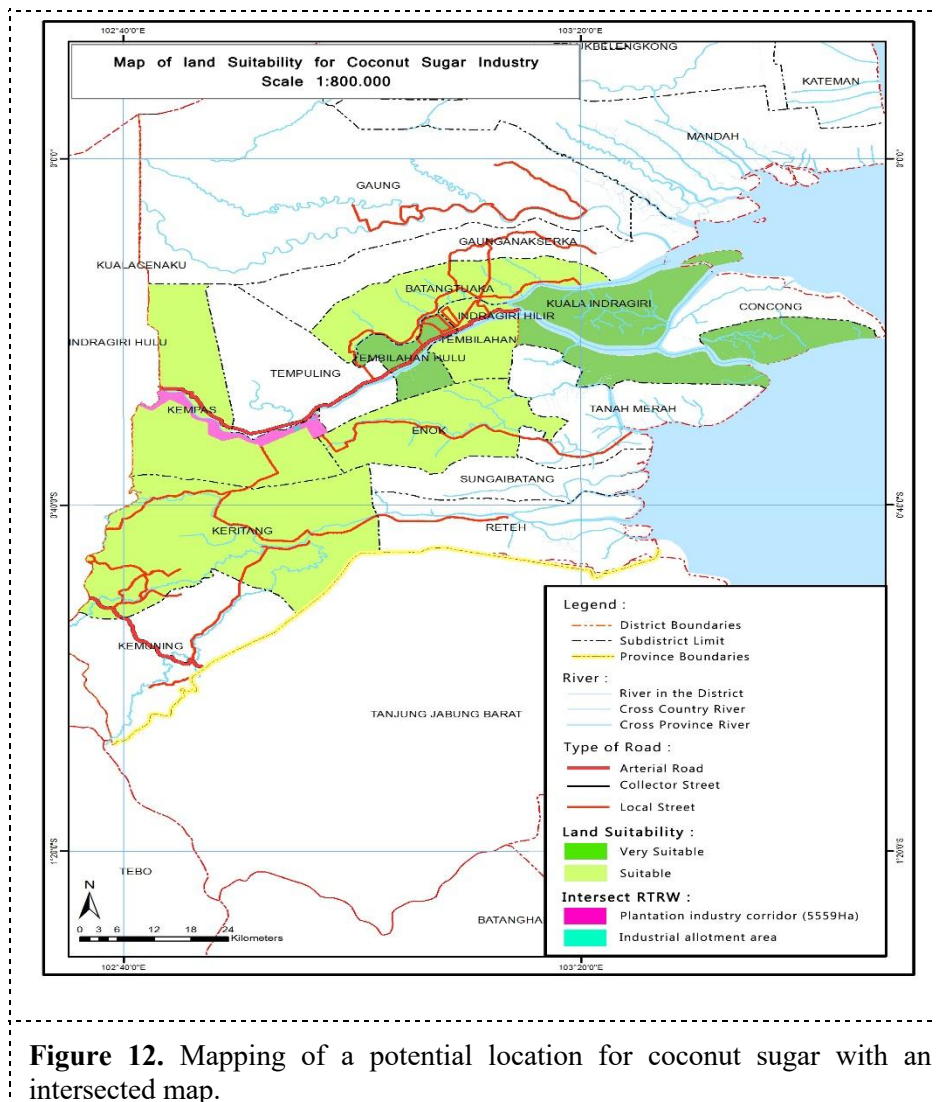 102°40'0"E
103°20'0"E
Map of land Suitability for Coconut Sugar Industry
Scale 1:800.000
KATEMAN
MANDAH
0°0'0"
0°0'0"
GAUNG
GAUNGANAKSERKA
KUALACENAKU
BATANGTUAKA
KUALA INDRAGIRI
CONCONG
INDRAGIRI HILIR
INDRAGIRI HULU
TEMBILAHAN
TEMBILAHAN HULU
TEMPULING
KEMPAS
TANAH MERAH
ENOK
SUNGAIBATANG
0°40'0"S
0°40'0"S
RETEH
KERITANG
KEMUNING
TANJUNG JABUNG BARAT
TEBO
BATANGHA
1°20'0"S
1°20'0"S
Legend :
District Boundaries
Subdistrict Limit
Province Boundaries
River :
River in the District
Cross Country River
Cross Province River
Type of Road :
Arterial Road
Collector Street
Local Street
Land Suitability :
Very Suitable
Suitable
Intersect RTRW :
Plantation industry corridor (5559Ha)
Industrial allotment area
N
0 3 6 12 18 24
Kilometers
102°40'0"E
103°20'0"E
Figure 12. Mapping of a potential location for coconut sugar with an
intersected map.